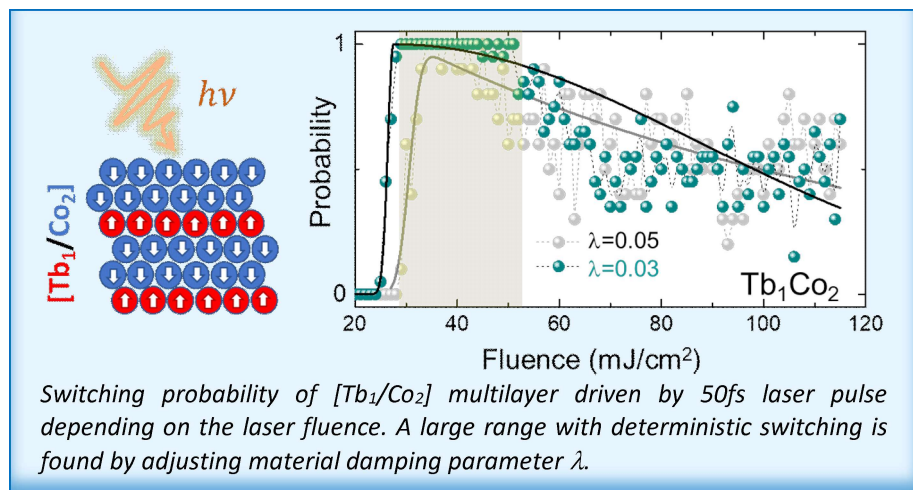 hν
[Tb₁/Co₂]
Probability
1
0
λ=0.05
λ=0.03
Tb₁Co₂
20 40 60 80 100 120
Fluence (mJ/cm²)
Switching probability of [Tb₁/Co₂] multilayer driven by 50fs laser pulse
depending on the laser fluence. A large range with deterministic switching is
found by adjusting material damping parameter λ.